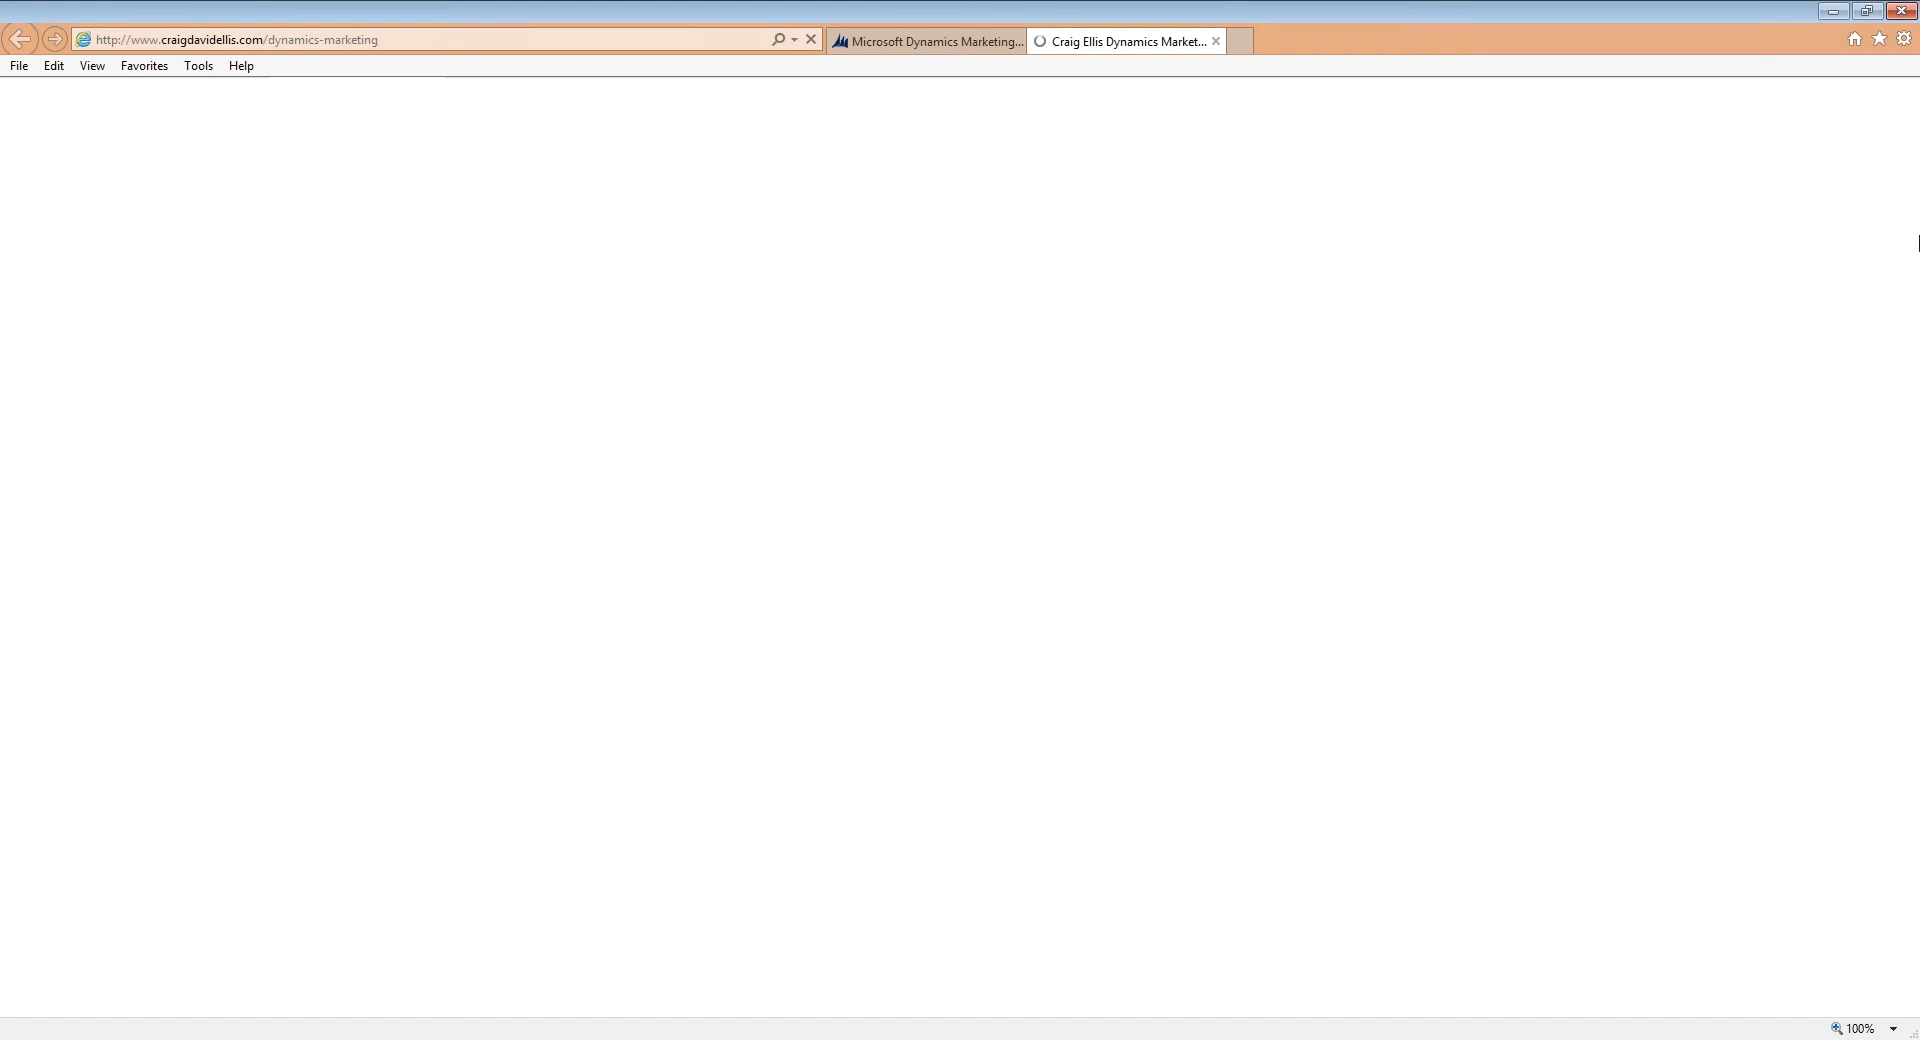 http://www.craigdavidellis.com/dynamics-marketing
Microsoft Dynamics Marketing...
Craig Ellis Dynamics Market...
File Edit View Favorites Tools Help
100%